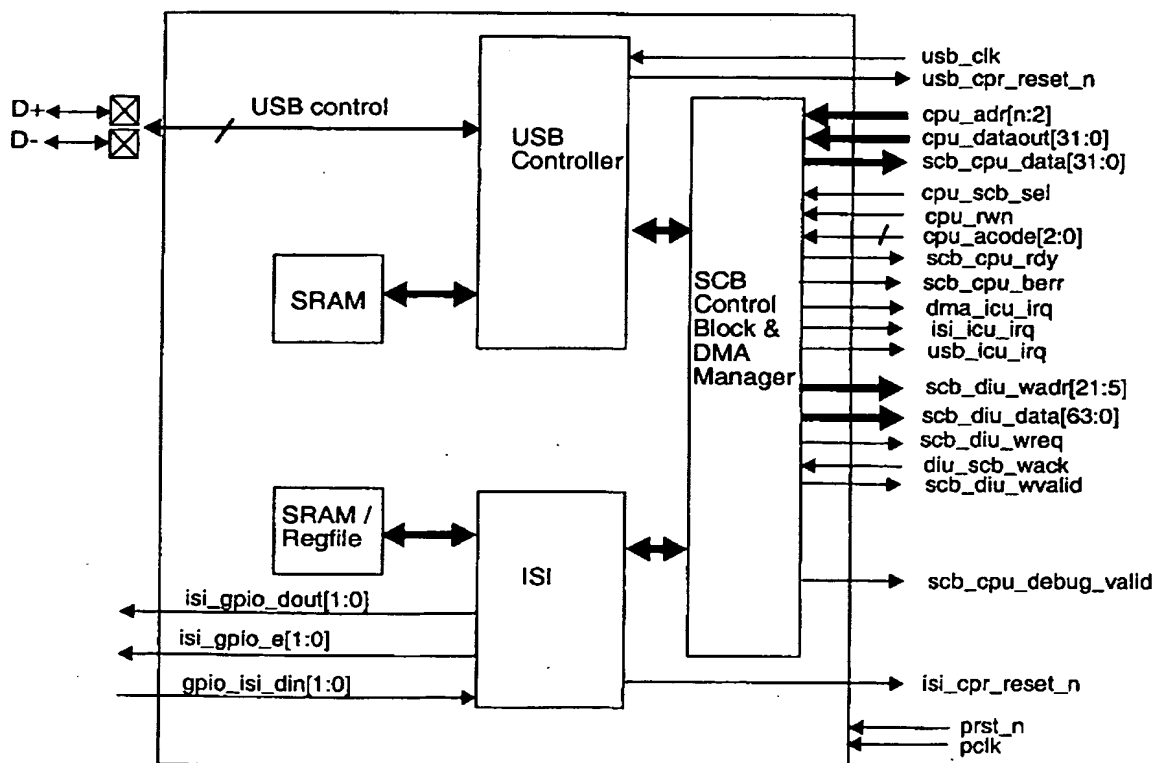 D+
D-
USB control
USB
Controller
SRAM
SRAM /
Regfile
ISI
isi_gpio_dout[1:0]
isi_gpio_e[1:0]
gpio_isi_din[1:0]
SCB
Control
Block &
DMA
Manager
usb_clk
usb_cpr_reset_n
cpu_adr[n:2]
cpu_dataout[31:0]
scb_cpu_data[31:0]
cpu_scb_sel
cpu_rwn
cpu_acode[2:0]
scb_cpu_rdy
scb_cpu_berr
dma_icu_irq
isi_icu_irq
usb_icu_irq
scb_diu_wadr[21:5]
scb_diu_data[63:0]
scb_diu_wreq
diu_scb_wack
scb_diu_wvalid
scb_cpu_debug_valid
isi_cpr_reset_n
prst_n
pclk